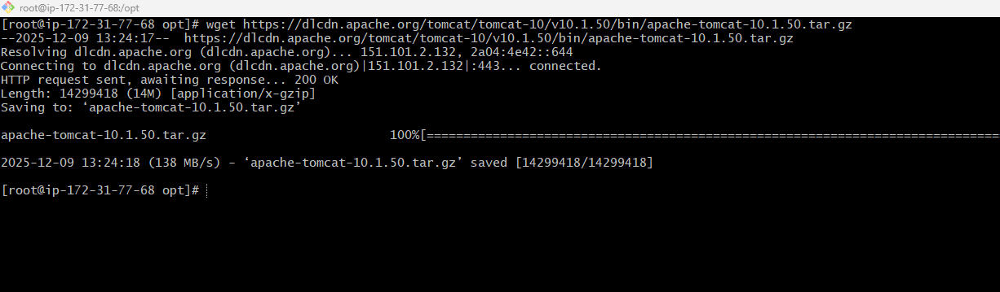 root@ip-172-31-77-68:/opt
[root@ip-172-31-77-68 opt]# wget https://dlcdn.apache.org/tomcat/tomcat-10/v10.1.50/bin/apache-tomcat-10.1.50.tar.gz
--2025-12-09 13:24:17--  https://dlcdn.apache.org/tomcat/tomcat-10/v10.1.50/bin/apache-tomcat-10.1.50.tar.gz
Resolving dlcdn.apache.org (dlcdn.apache.org)... 151.101.2.132, 2a04:4e42::644
Connecting to dlcdn.apache.org (dlcdn.apache.org)|151.101.2.132|:443... connected.
HTTP request sent, awaiting response... 200 OK
Length: 14299418 (14M) [application/x-gzip]
Saving to: ‘apache-tomcat-10.1.50.tar.gz’
apache-tomcat-10.1.50.tar.gz                         100%[==============================================================================
2025-12-09 13:24:18 (138 MB/s) - ‘apache-tomcat-10.1.50.tar.gz’ saved [14299418/14299418]
[root@ip-172-31-77-68 opt]#